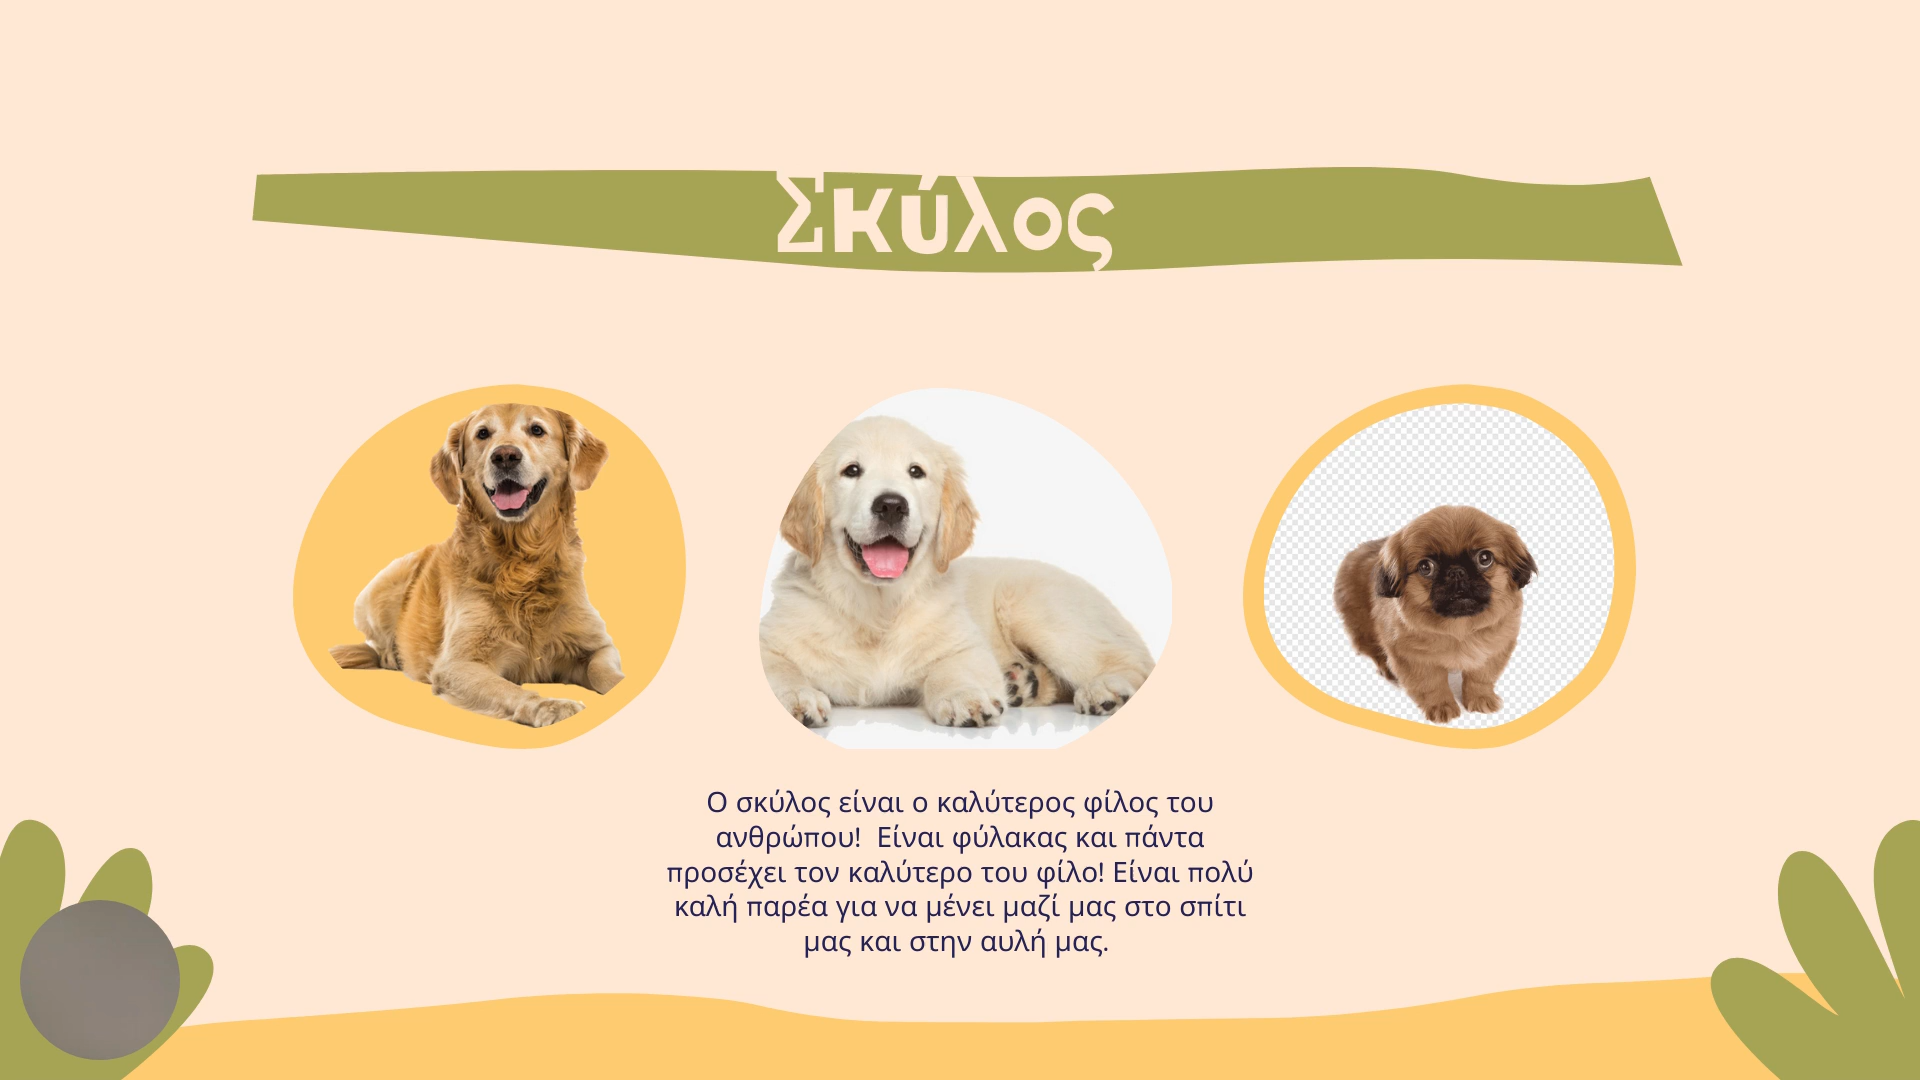 Σκύλος
Ο σκύλος είναι ο καλύτερος φίλος του
ανθρώπου!  Είναι φύλακας και πάντα
προσέχει τον καλύτερο του φίλο! Είναι πολύ
καλή παρέα για να μένει μαζί μας στο σπίτι
μας και στην αυλή μας.